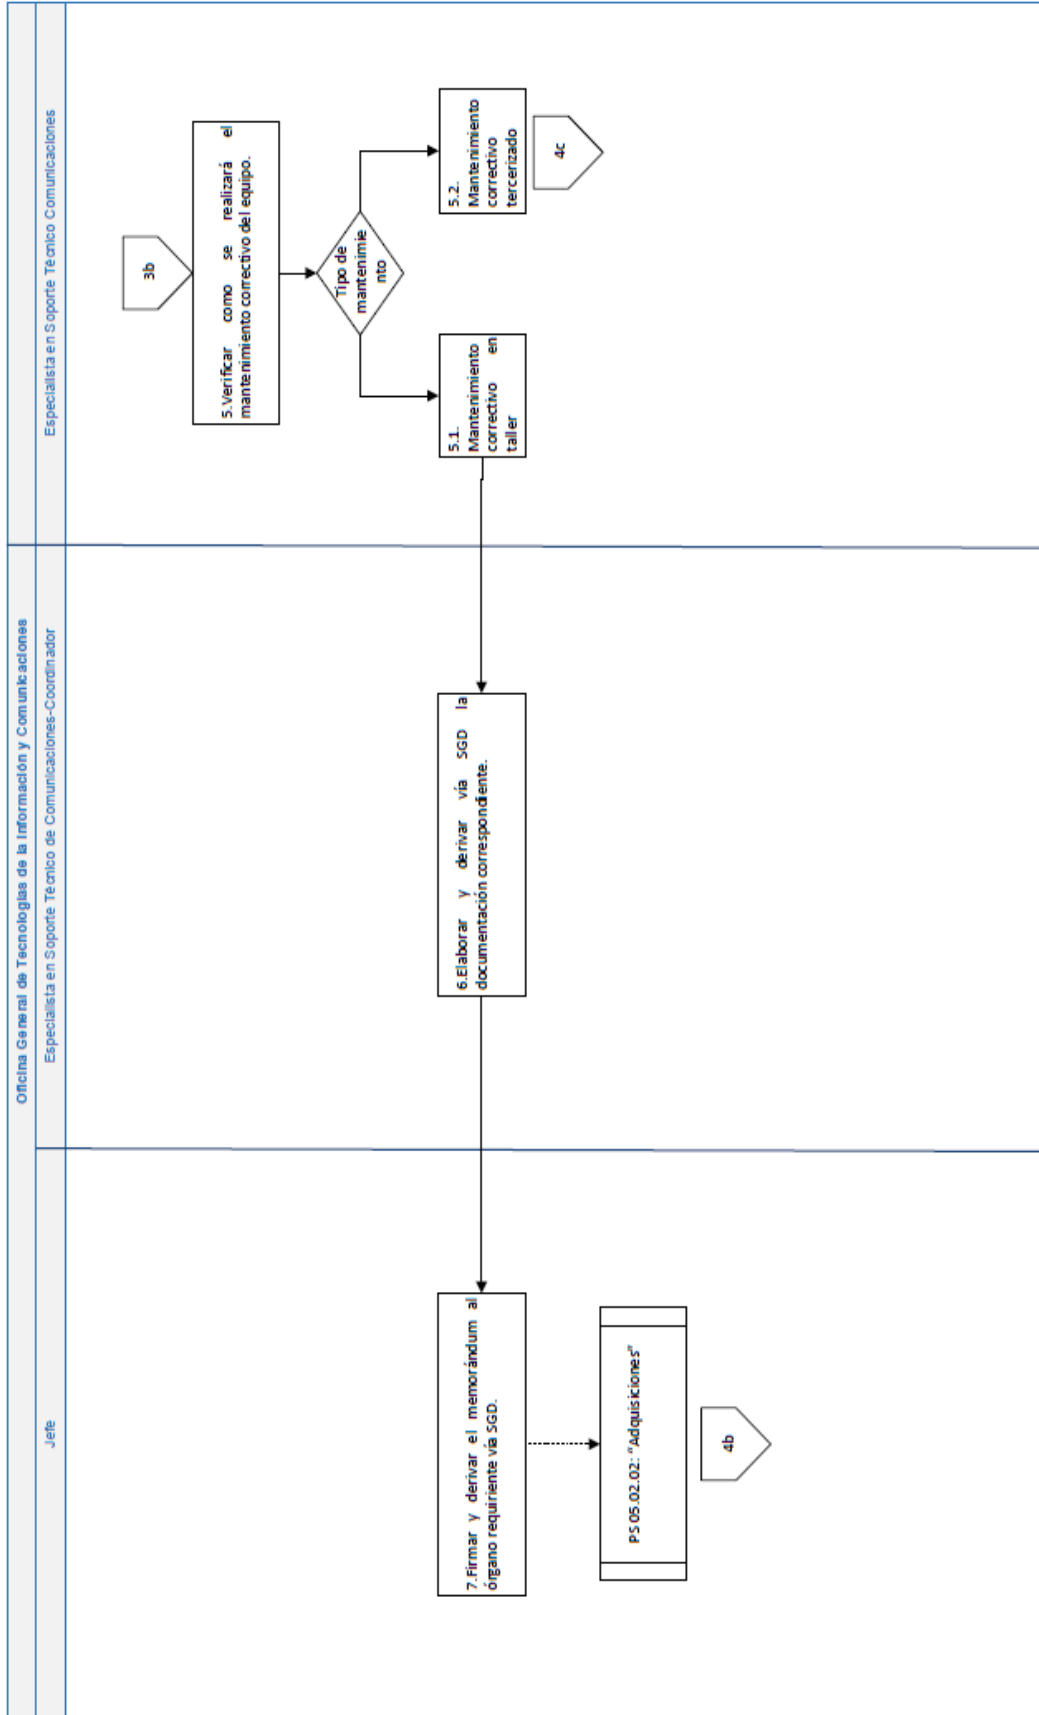 Oficina General de Tecnologías de la Información y Comunicaciones
Jefe
Especialista en Soporte Técnico de Comunicaciones-Coordinador
Especialista en Soporte Técnico Comunicaciones
3b
5.Verificar como se realizará el
mantenimiento correctivo del equipo.
Tipo de
mantenimie
nto
5.1.
Mantenimiento
correctivo en
taller
5.2.
Mantenimiento
correctivo
tercerizado
4c
6.Elaborar y derivar vía SGD la
documentación correspondiente.
7.Firmar y derivar el memorándum al
órgano requiriente vía SGD.
PS 05.02.02: "Adquisiciones"
4b